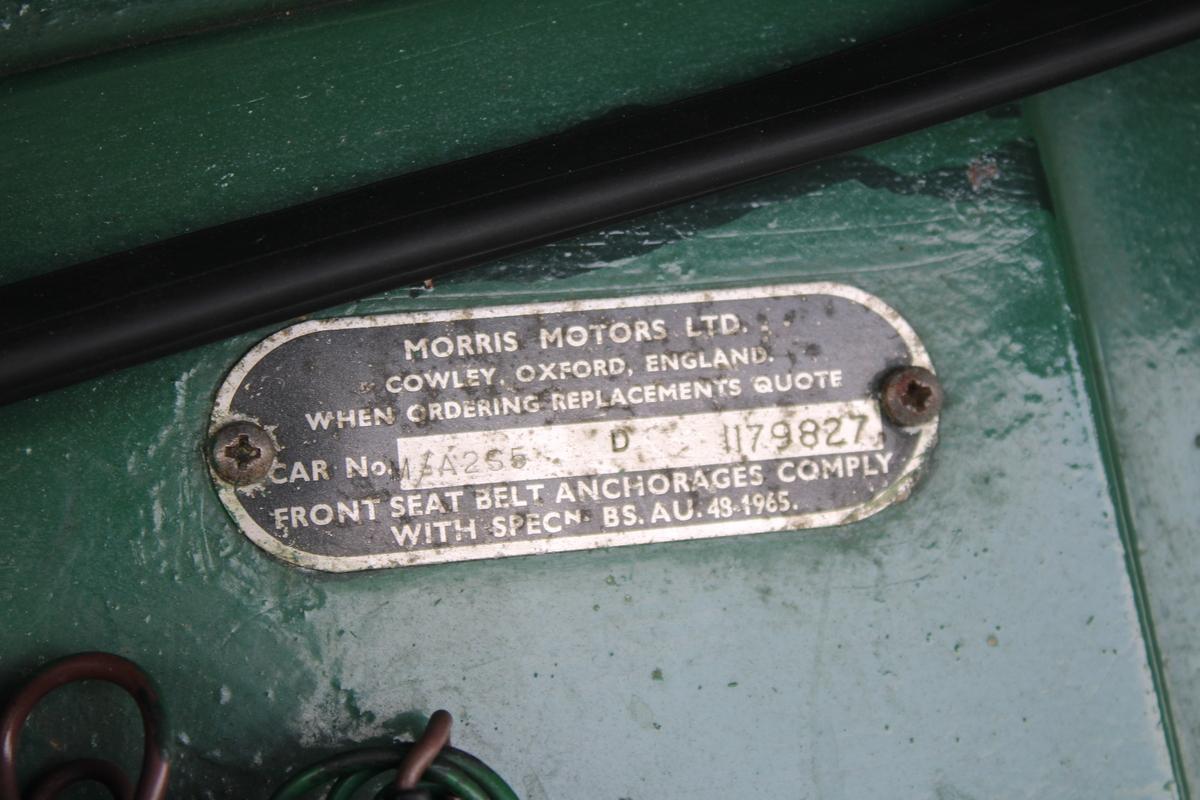 MORRIS MOTORS LTD.
COWLEY, OXFORD, ENGLAND.
WHEN ORDERING REPLACEMENTS QUOTE
CAR No. M/A2S5 D 1179827
FRONT SEAT BELT ANCHORAGES COMPLY
WITH SPECN. BS. AU. 48-1965.